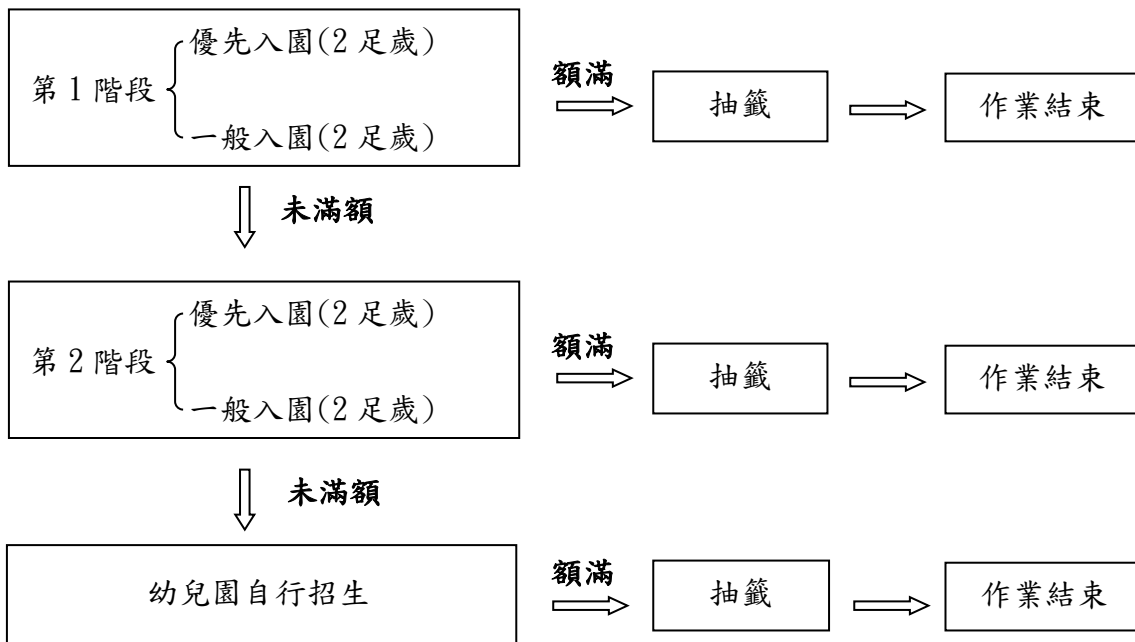 優先入園(2 足歲)
額滿
第 1 階段
抽籤
作業結束
一般入園(2 足歲)
未滿額
優先入園(2 足歲)
額滿
第 2 階段
抽籤
作業結束
一般入園(2 足歲)
未滿額
額滿
幼兒園自行招生
抽籤
作業結束